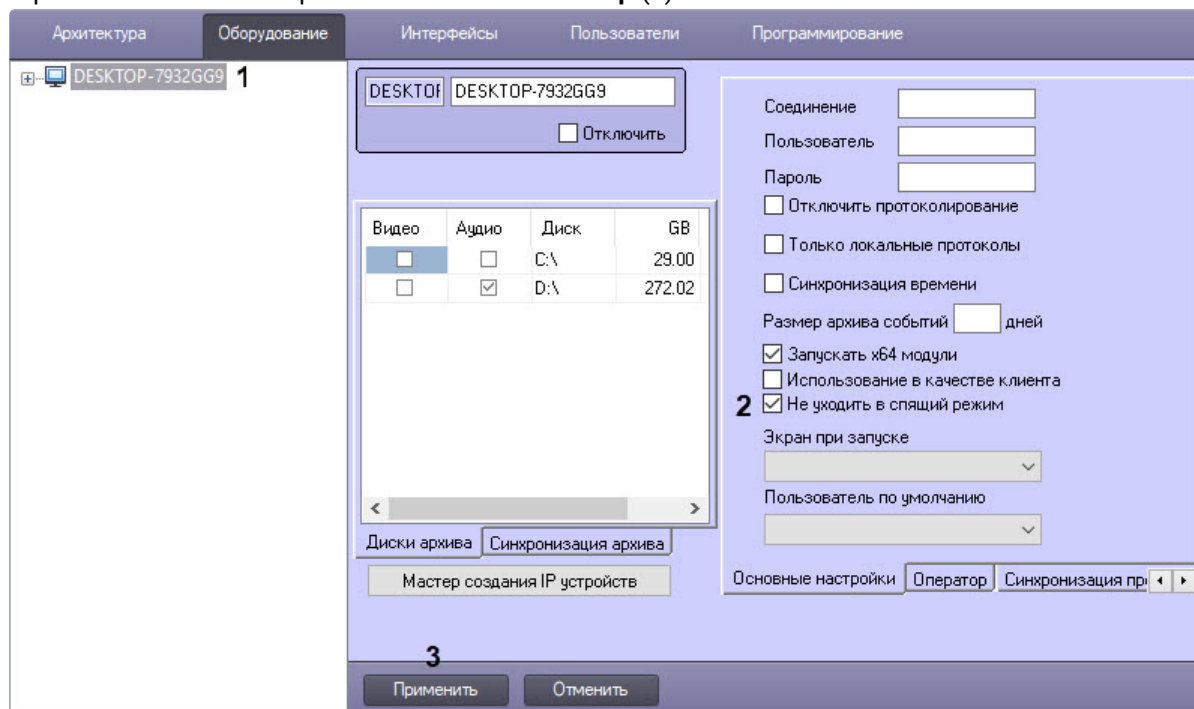 Архитектура Оборудование Интерфейсы Пользователи Программирование
DESKTOP-7932GG9 1
DESKTOP DESKTOP-7932GG9
Отключить
Видео Аудио Диск GB
C:\ 29.00
D:\ 272.02
Диски архива Синхронизация архива
Мастер создания IP устройств
Соединение
Пользователь
Пароль
Отключить протоколирование
Только локальные протоколы
Синхронизация времени
Размер архива событий дней
Запускать x64 модули
Использование в качестве клиента
2 Не уходить в спящий режим
Экран при запуске
Пользователь по умолчанию
Основные настройки Оператор Синхронизация
3
Применить Отменить